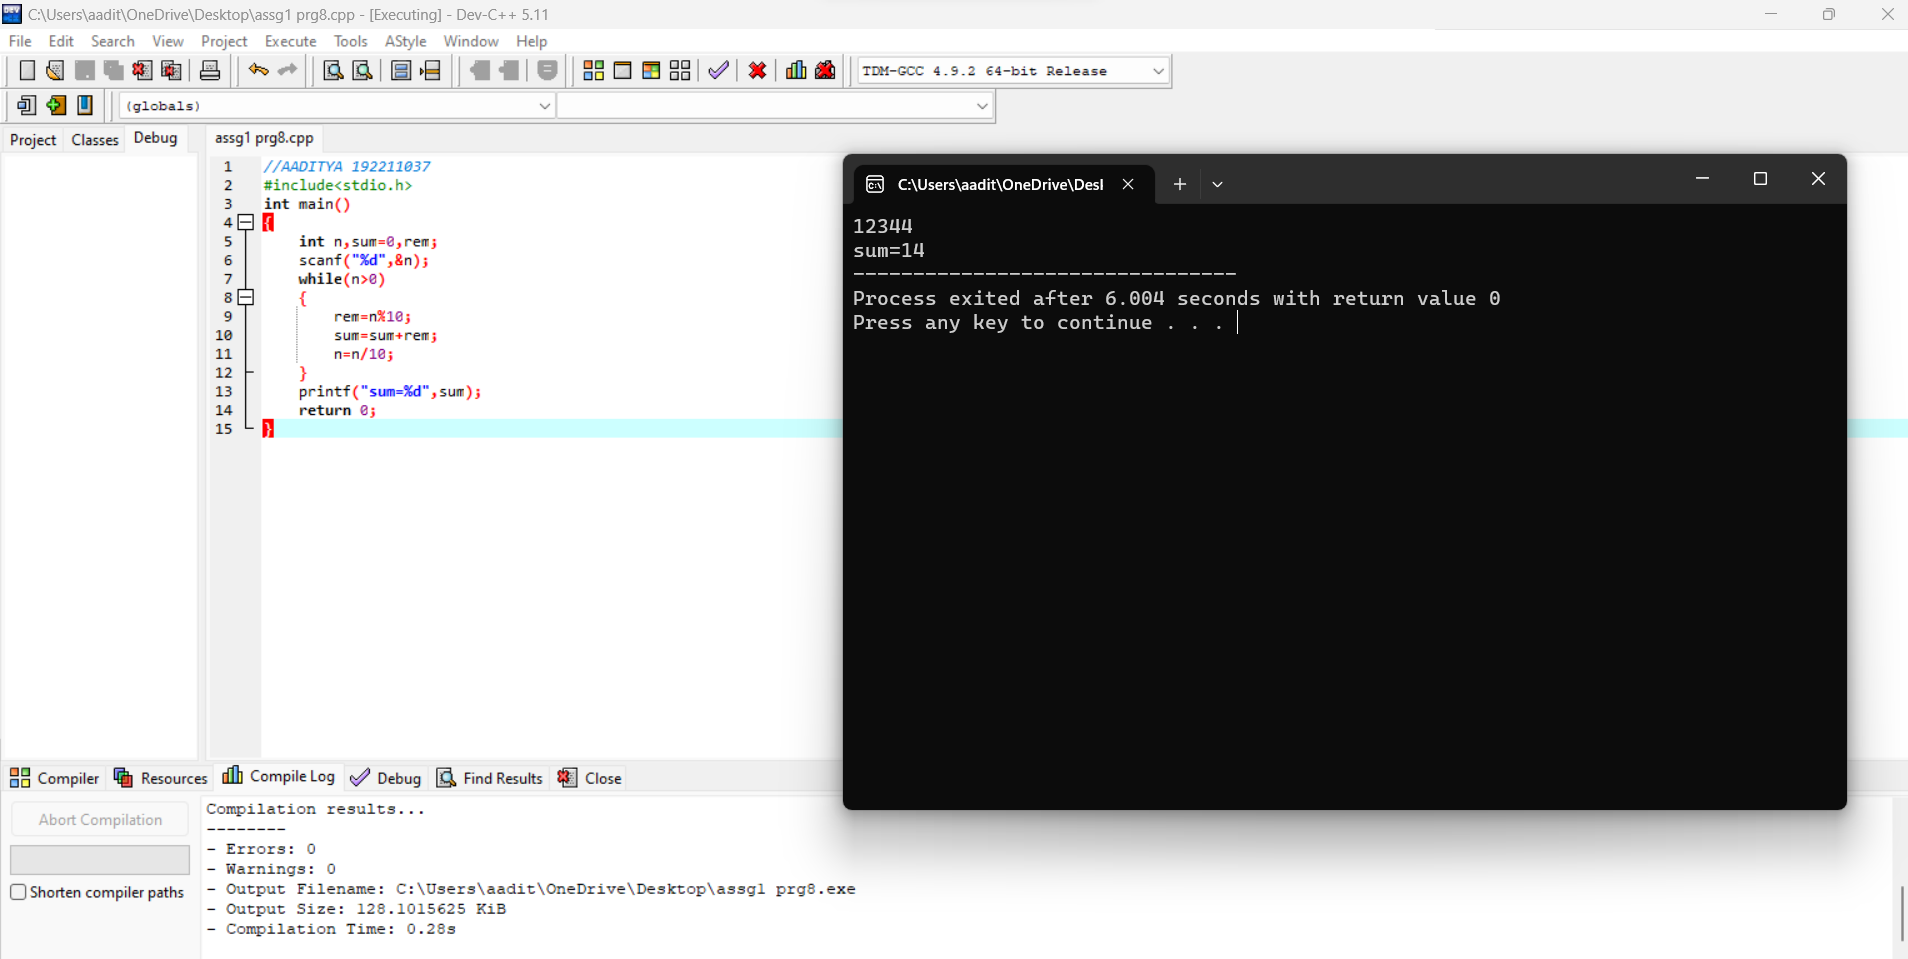 C:\Users\aadit\OneDrive\Desktop\assg1 prg8.cpp - [Executing] - Dev-C++ 5.11
File Edit Search View Project Execute Tools AStyle Window Help
TDM-GCC 4.9.2 64-bit Release
(globals)
Project Classes Debug
assg1 prg8.cpp
1 //AADITYA 192211037
2 #include<stdio.h>
3 int main()
4 {
5 int n,sum=0,rem;
6 scanf("%d",&n);
7 while(n>0)
8 {
9 rem=n%10;
10 sum=sum+rem;
11 n=n/10;
12 }
13 printf("sum=%d",sum);
14 return 0;
15 }
C:\Users\aadit\OneDrive\Desl
12344
sum=14
--------------------------------
Process exited after 6.004 seconds with return value 0
Press any key to continue . . .
Compiler Resources Compile Log Debug Find Results Close
Abort Compilation
Shorten compiler paths
Compilation results...
--------
- Errors: 0
- Warnings: 0
- Output Filename: C:\Users\aadit\OneDrive\Desktop\assg1 prg8.exe
- Output Size: 128.1015625 KiB
- Compilation Time: 0.28s